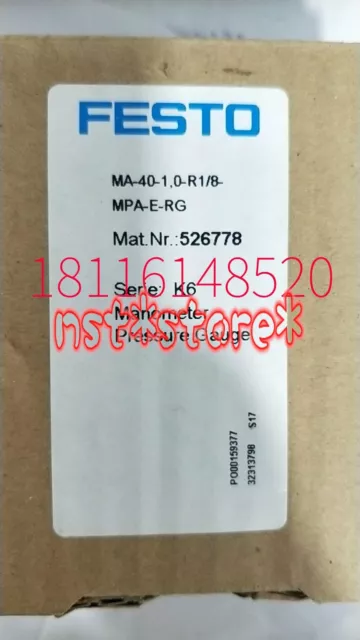 FESTO
MA-40-1,0-R1/8-
MPA-E-RG
Mat.Nr.:526778
18116148520
Serie: K6
nst*store*
Manometer
Pressure Gauge
PO00159377
32313798 S17